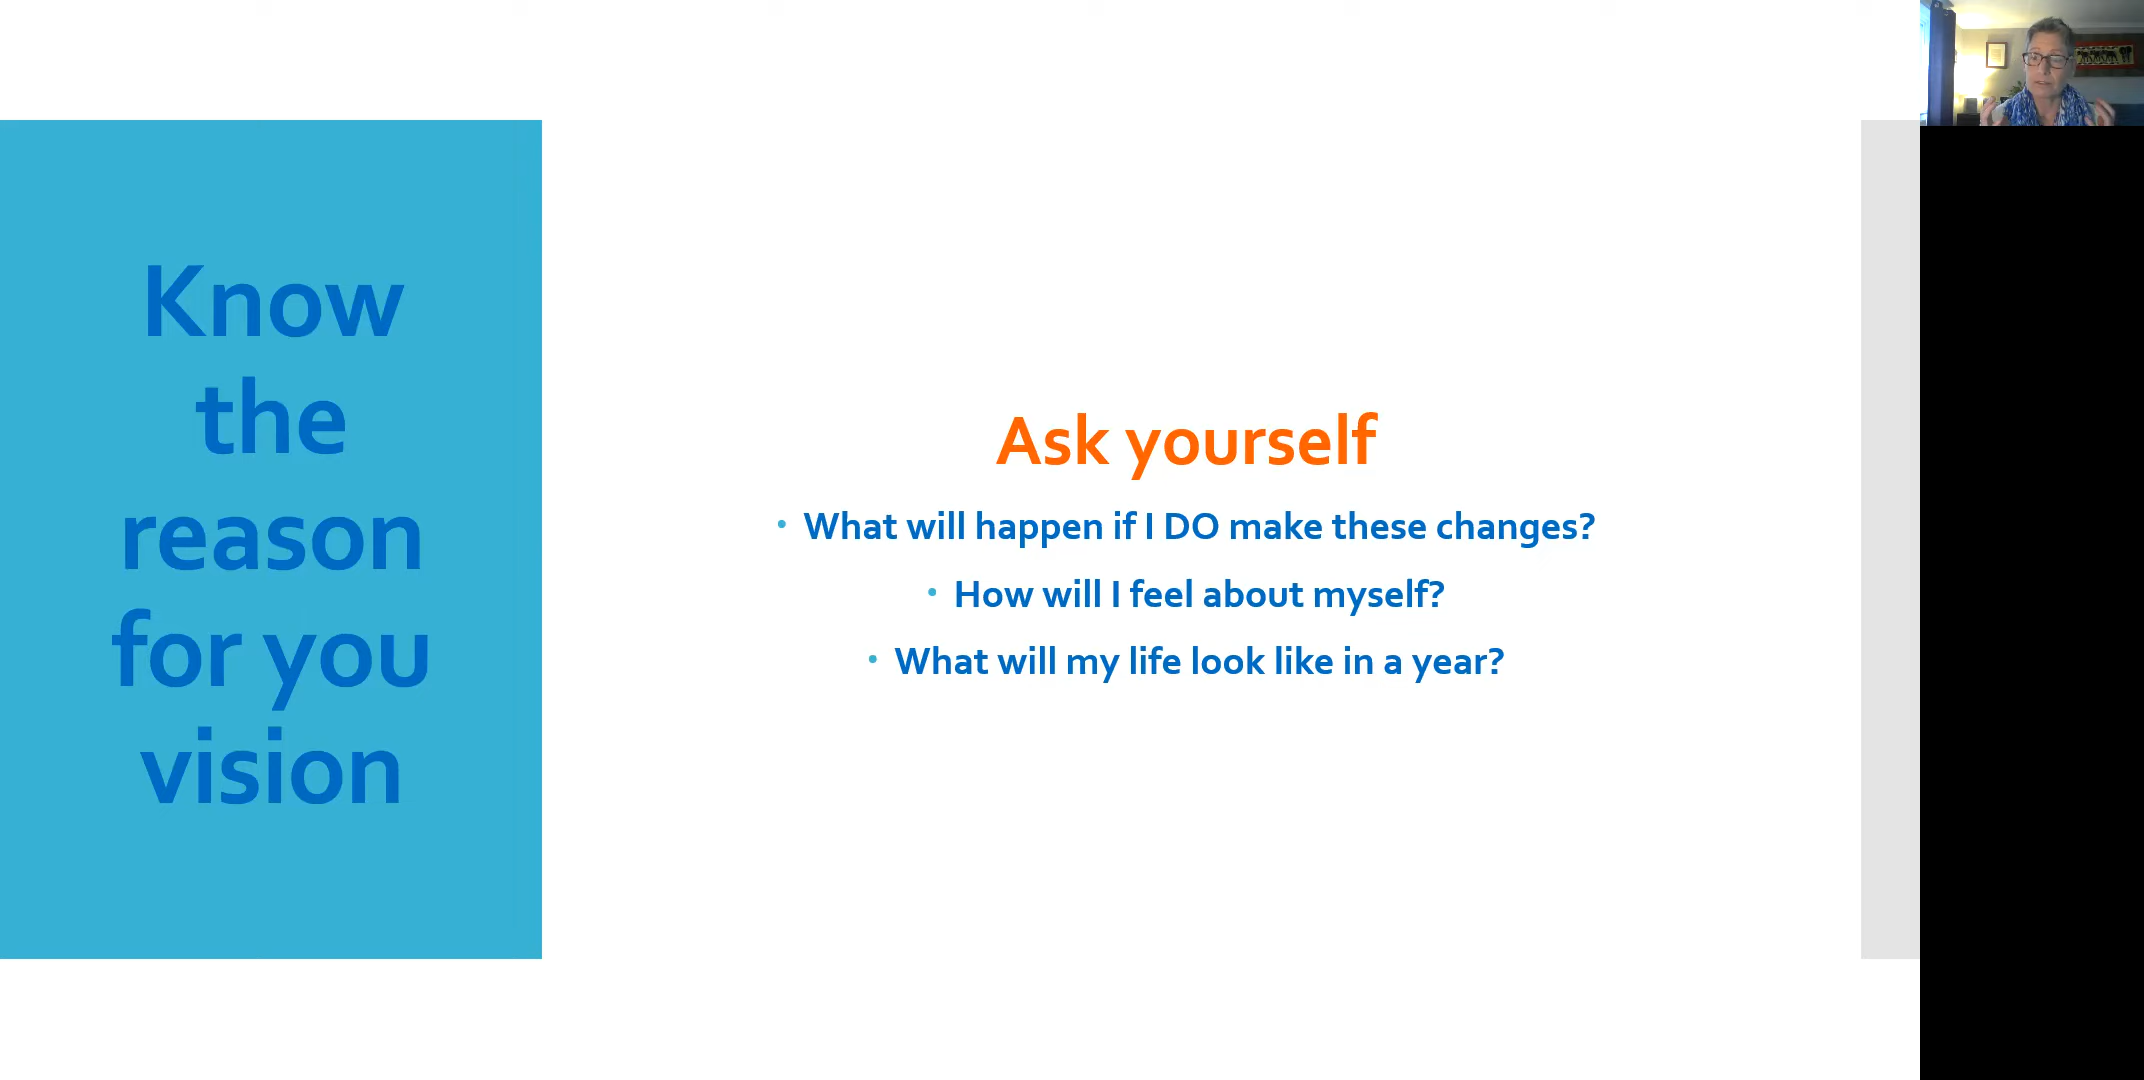 Know
the
reason
for you
vision
Ask yourself
• What will happen if I DO make these changes?
• How will I feel about myself?
• What will my life look like in a year?